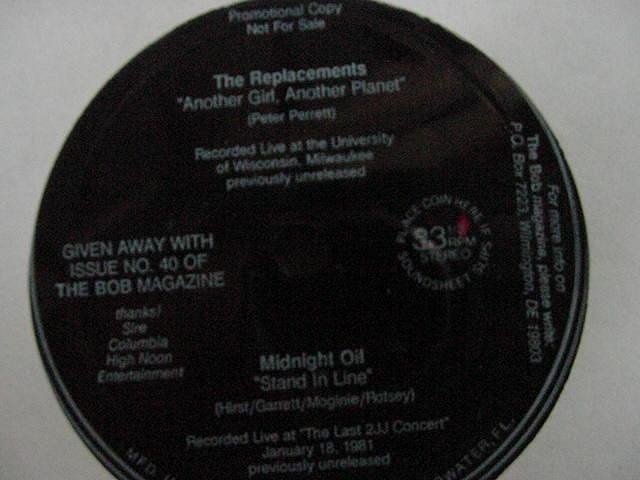 Promotional Copy
Not For Sale
The Replacements
"Another Girl, Another Planet"
(Peter Perrett)
Recorded Live at the University
of Wisconsin, Milwaukee
previously unreleased
GIVEN AWAY WITH
ISSUE NO. 40 OF
THE BOB MAGAZINE
thanks!
Sire
Columbia
High Noon
Entertainment
PLACE COIN HERE IF
33⅓ RPM
STEREO
SOUNDSHEET SLIPS
For more info on
The Bob magazine, please write:
P.O. Box 7223, Wilmington, DE 19803
Midnight Oil
"Stand In Line"
(Hirst/Garrett/Moginie/Rotsey)
Recorded Live at "The Last 2JJ Concert"
January 18, 1981
previously unreleased
MFD.
WATER, FL.